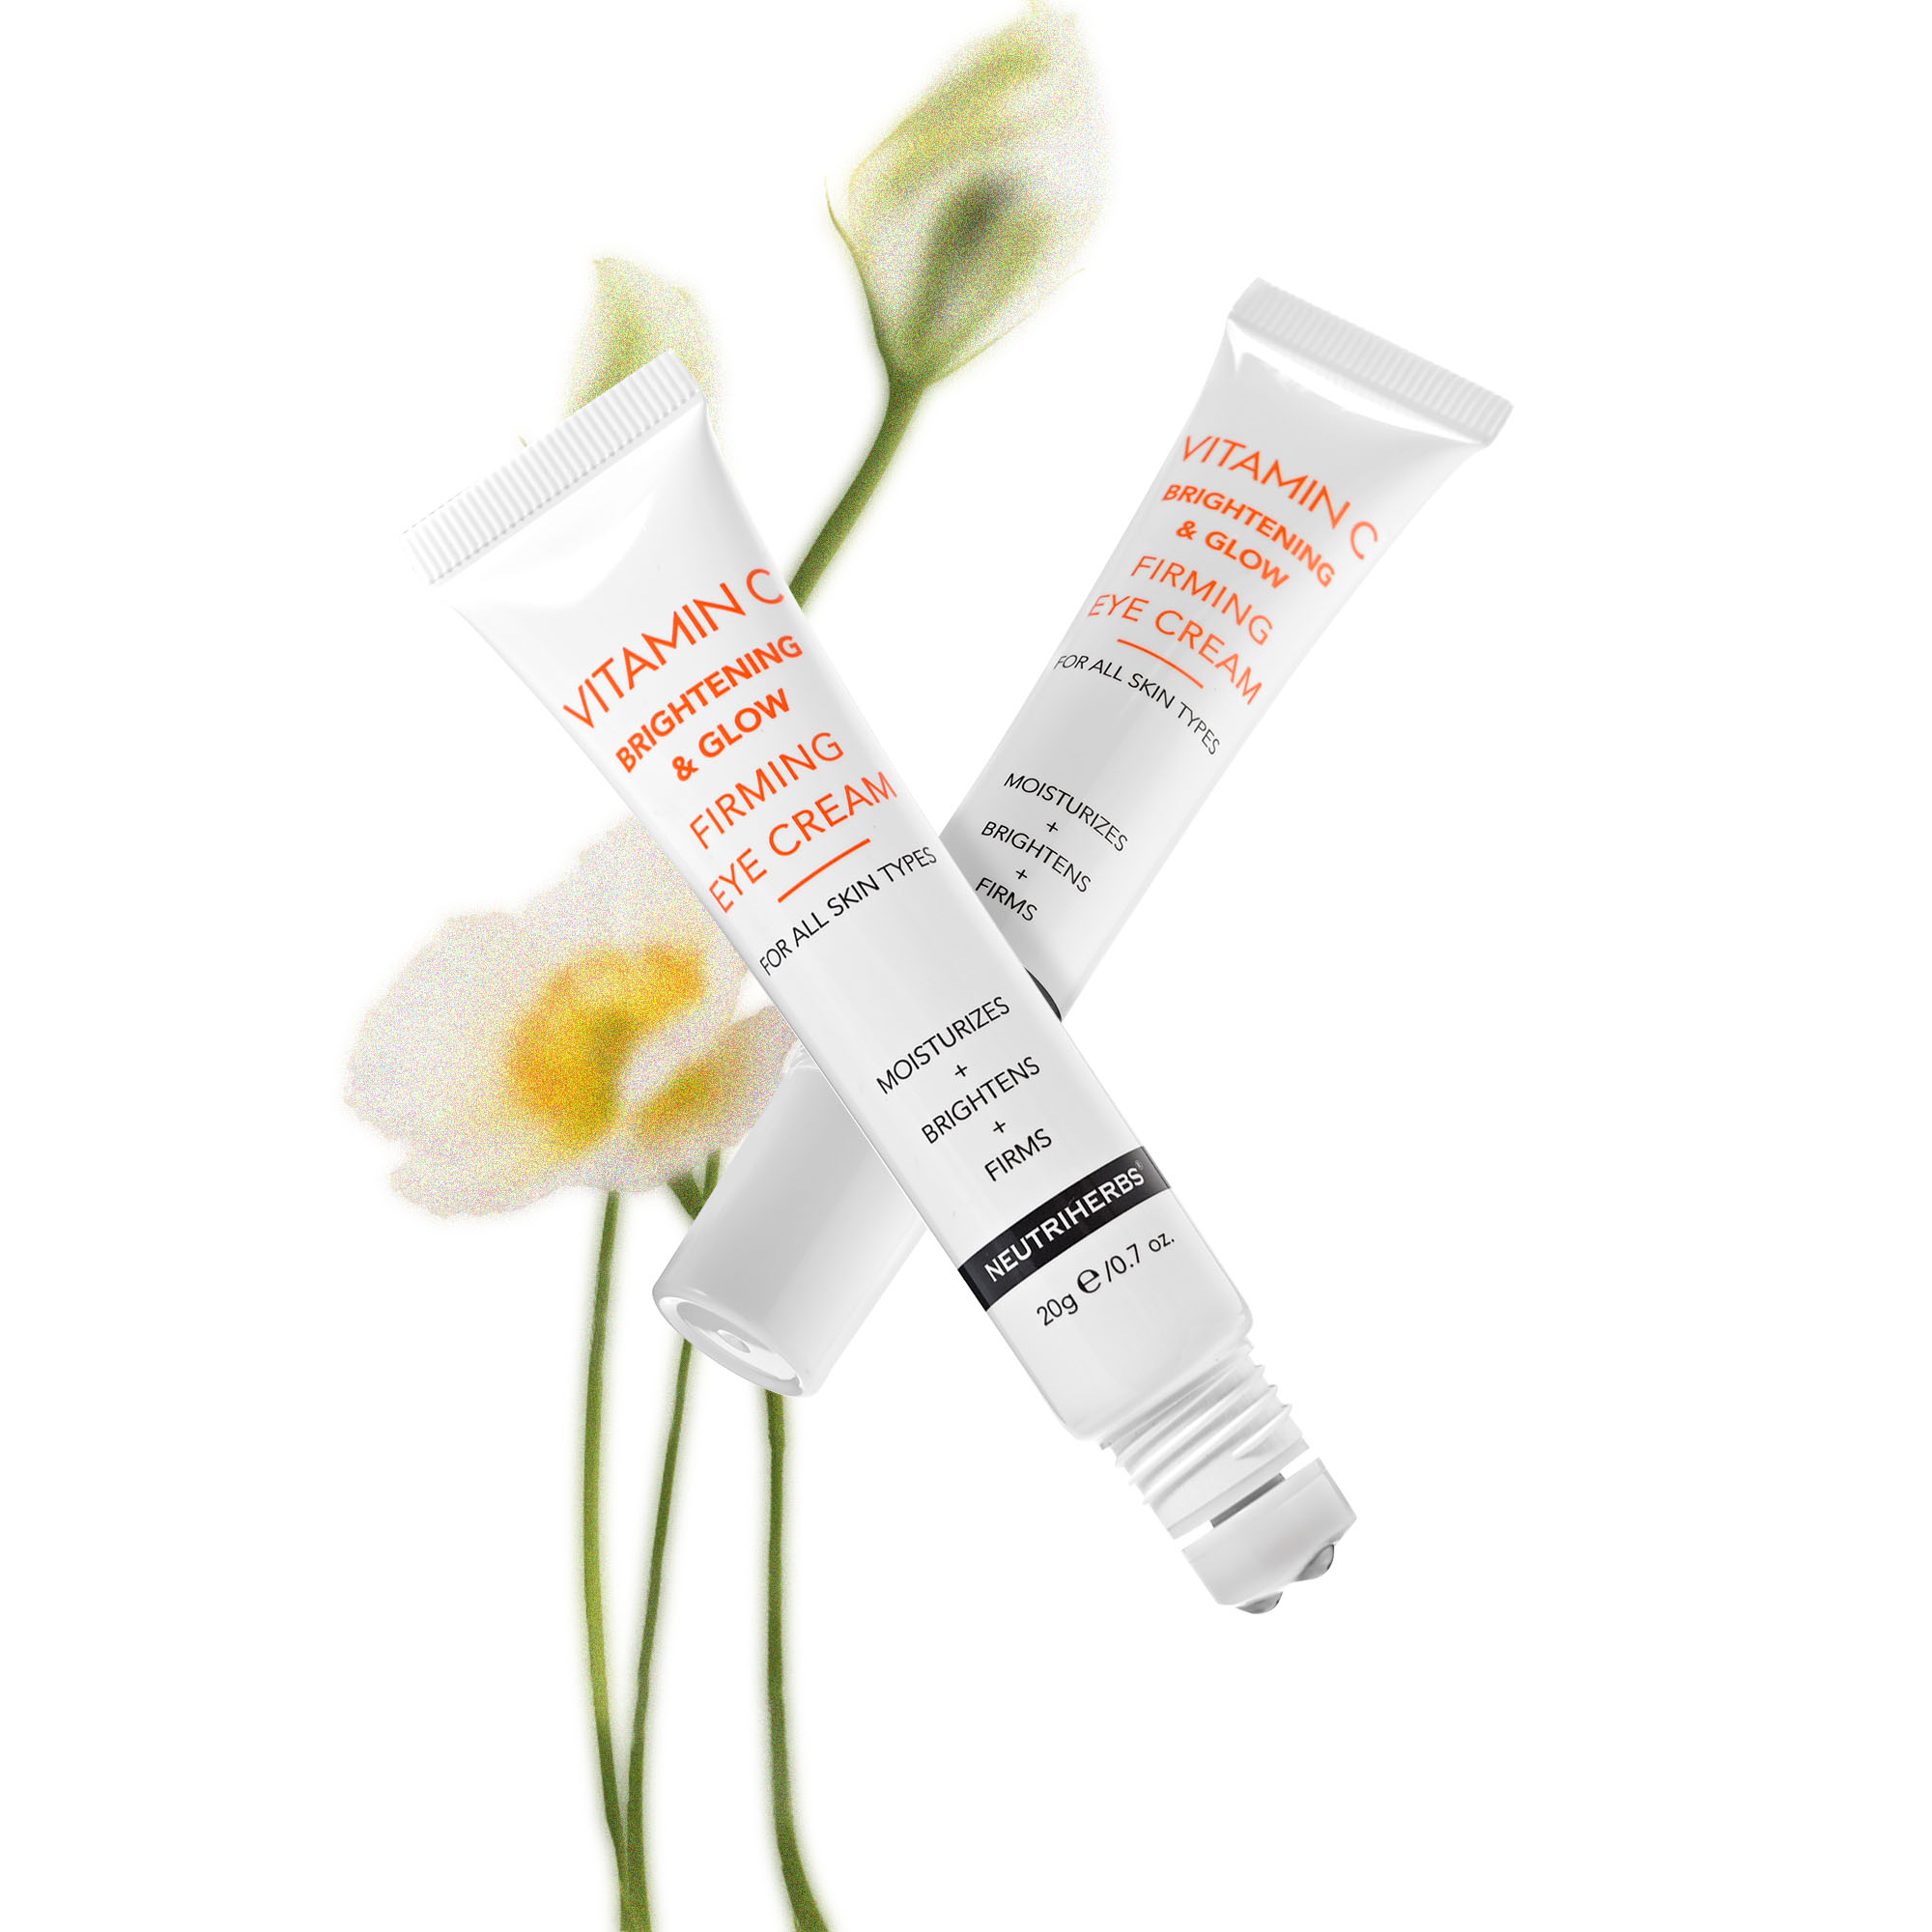 VITAMIN C
BRIGHTENING
& GLOW
FIRMING
EYE CREAM
FOR ALL SKIN TYPES
MOISTURIZES
+
BRIGHTENS
+
FIRMS
NEUTRIHERBS®
20g ℮/0.7 oz.
VITAMIN C
BRIGHTENING
& GLOW
FIRMING
EYE CREAM
FOR ALL SKIN TYPES
MOISTURIZES
+
BRIGHTENS
+
FIRMS